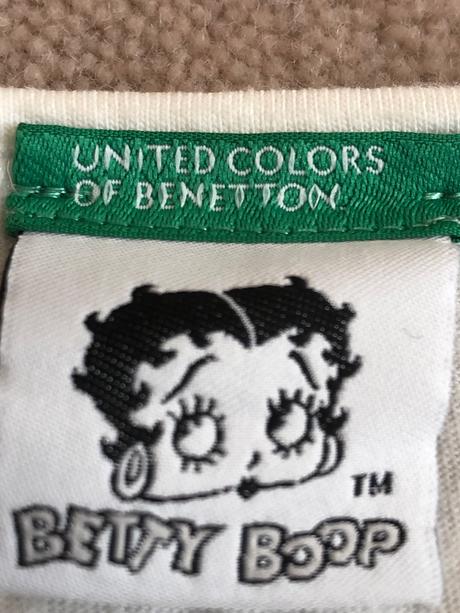 UNITED COLORS
OF BENETTON
TM
BETTY BOOP